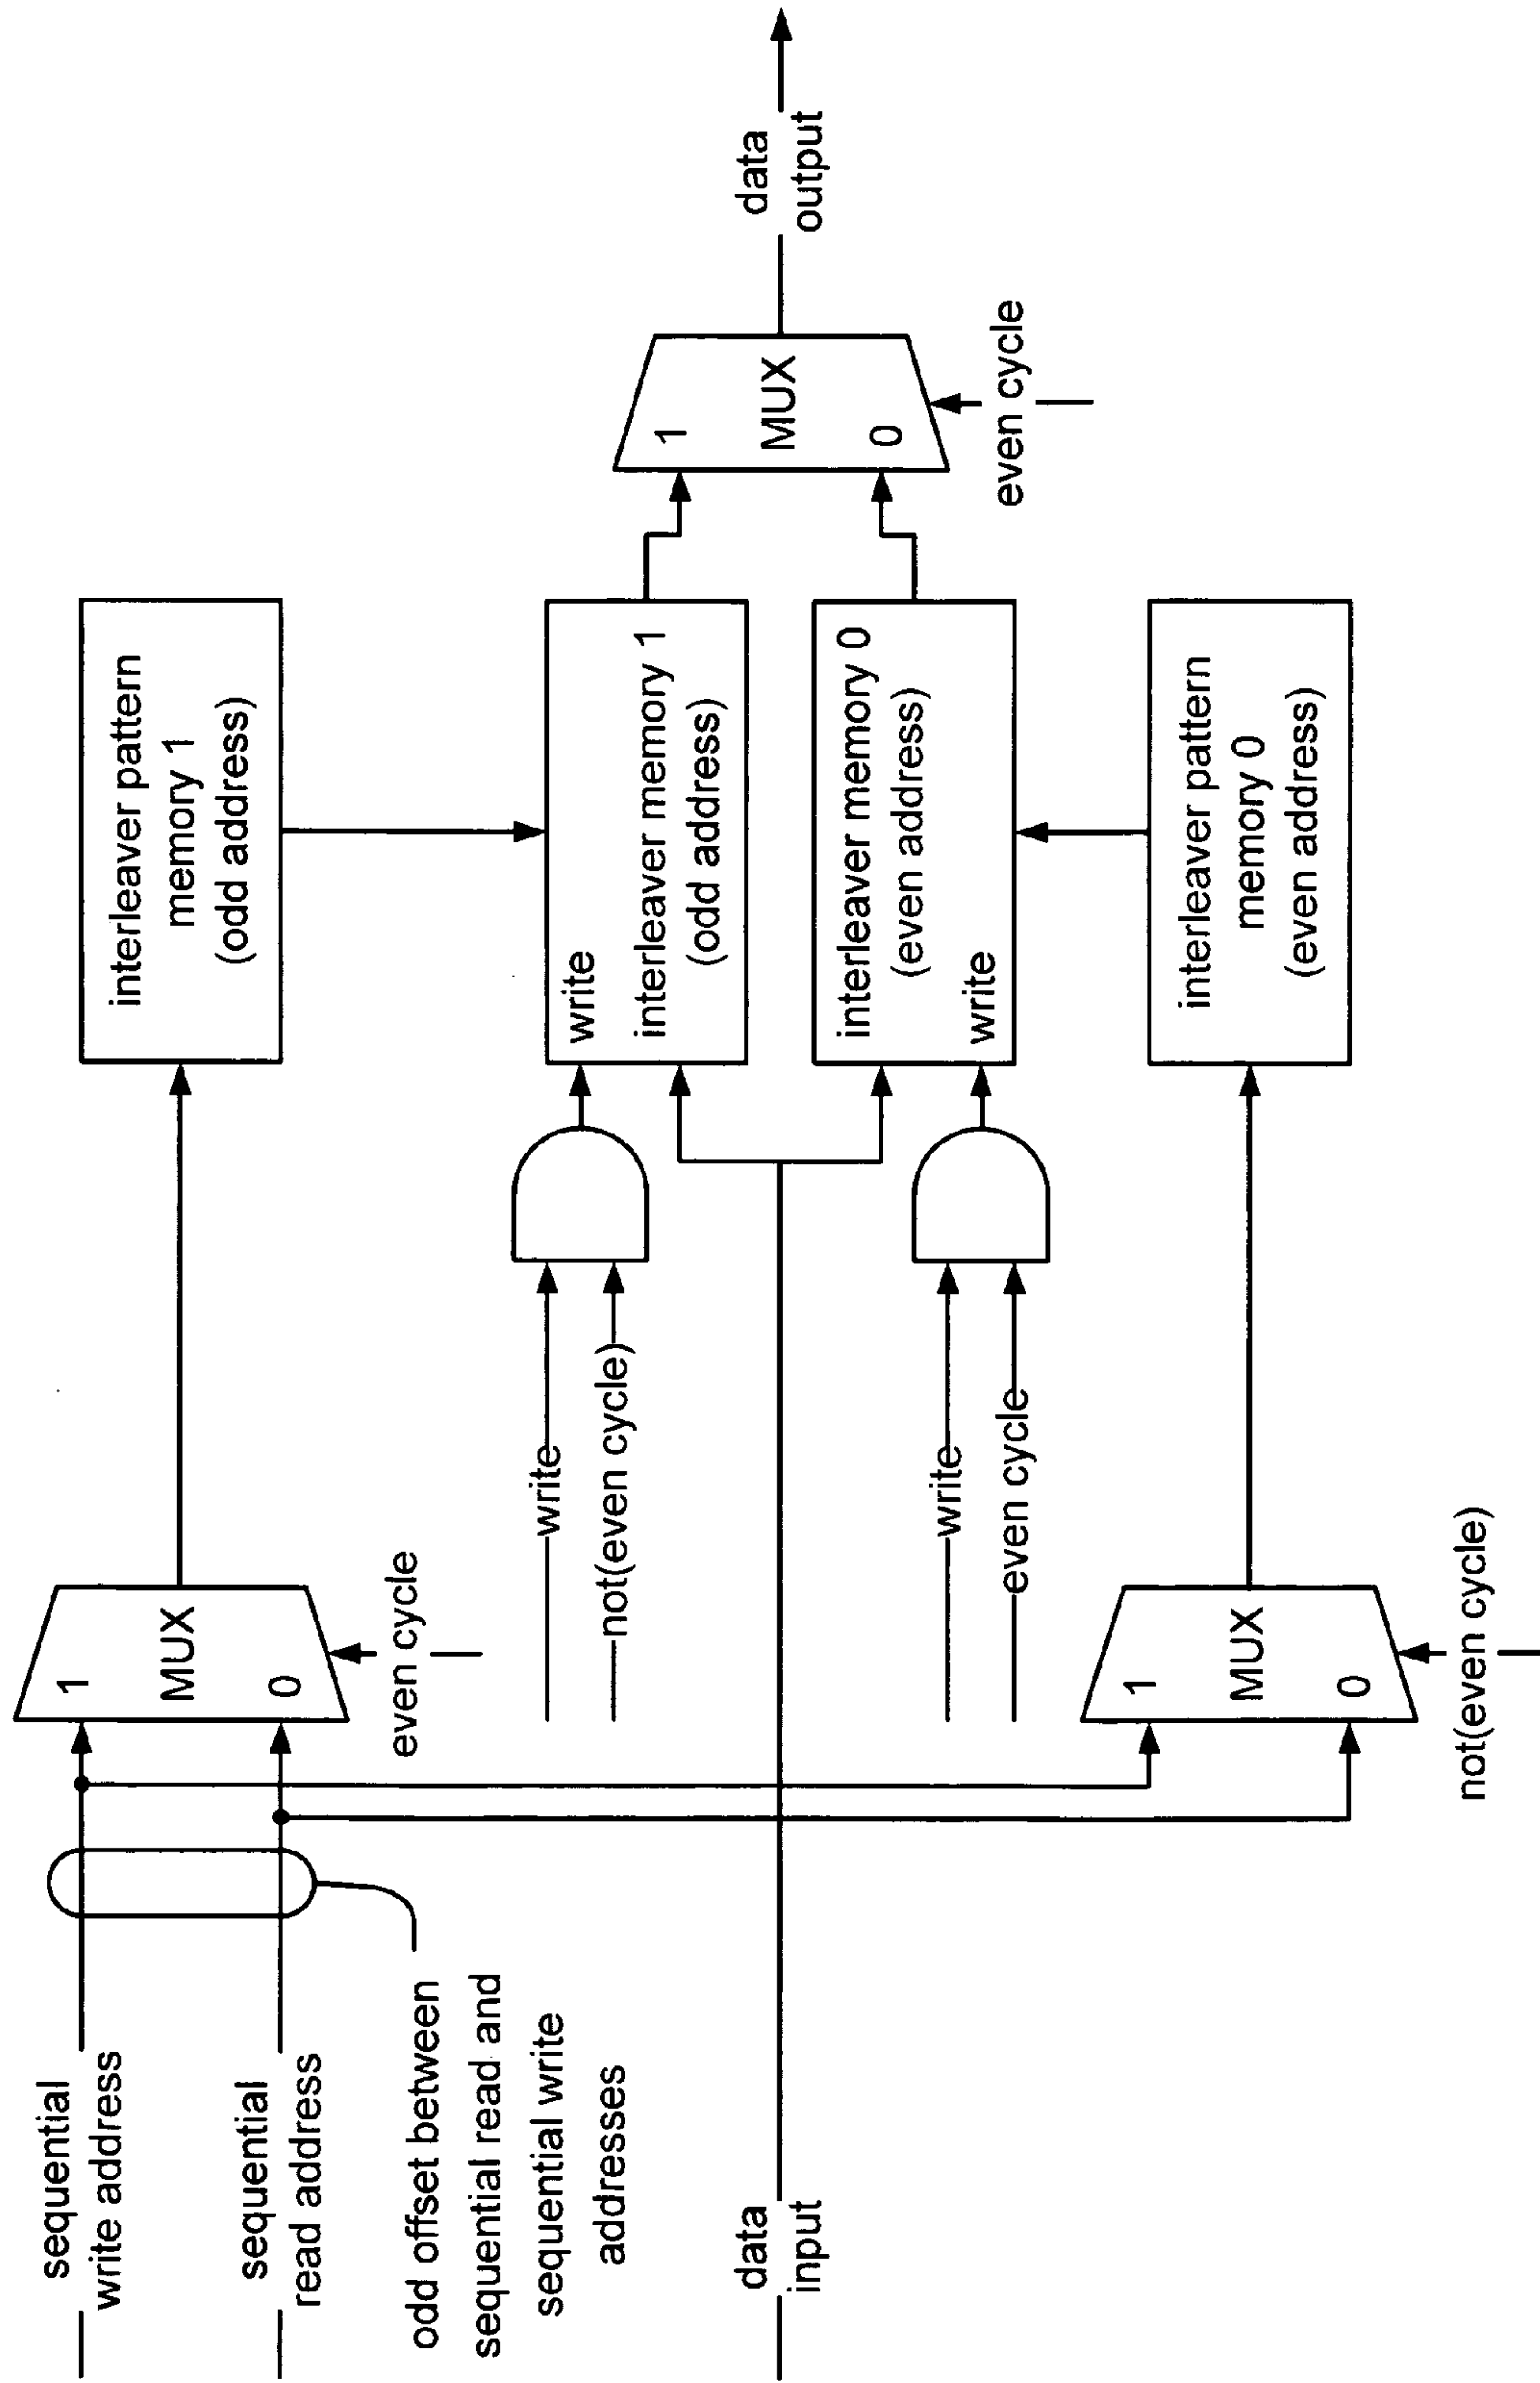 sequential
write address
sequential
read address
odd offset between
sequential read and
sequential write
addresses
data
input
1
MUX
0
even cycle
write
not(even cycle)
write
even cycle
1
MUX
0
not(even cycle)
interleaver pattern
memory 1
(odd address)
write
interleaver memory 1
(odd address)
interleaver memory 0
(even address)
write
interleaver pattern
memory 0
(even address)
1
MUX
0
even cycle
data
output